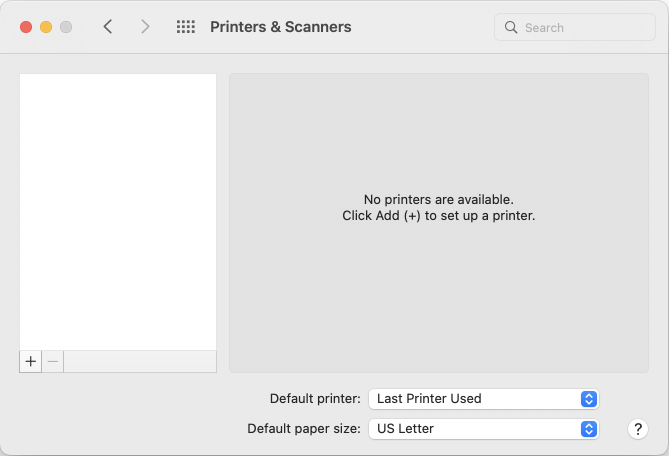 Printers & Scanners
Search
No printers are available.
Click Add (+) to set up a printer.
+ −
Default printer: Last Printer Used
Default paper size: US Letter
?